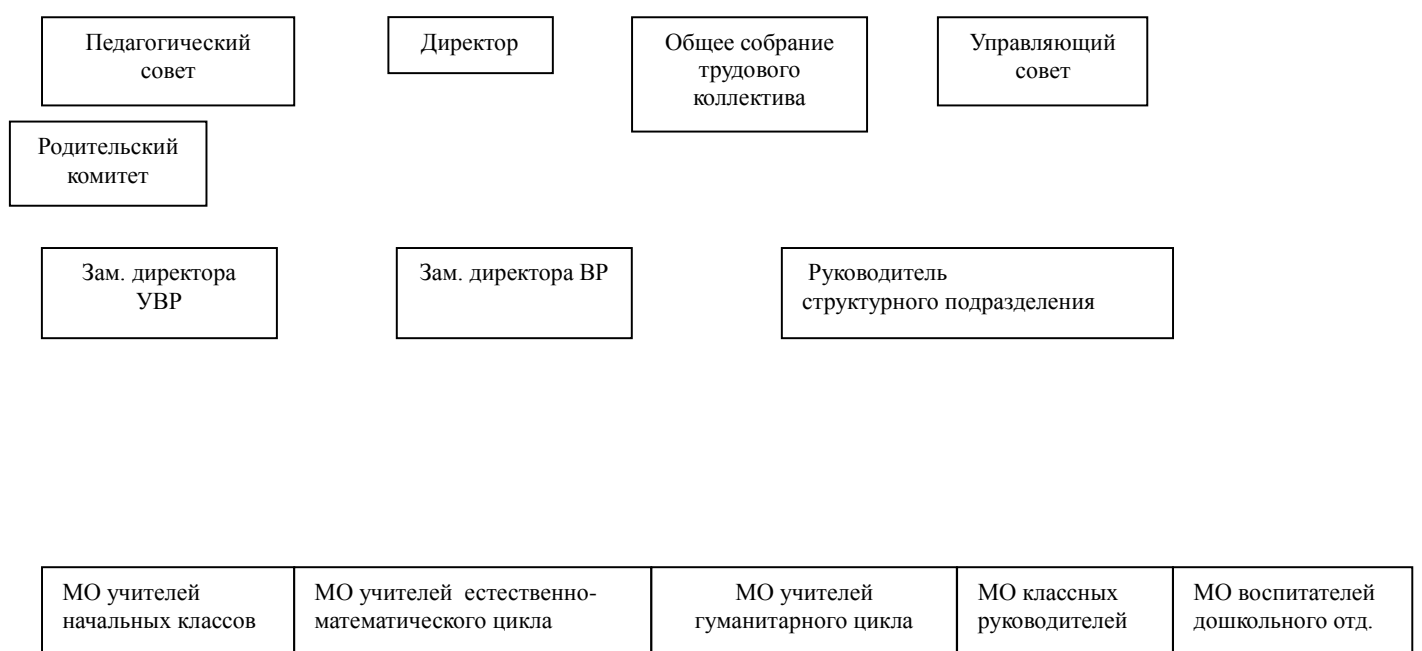 Педагогический
совет
Директор
Общее собрание
трудового
коллектива
Управляющий
совет
Родительский
комитет
Зам. директора
УВР
Зам. директора ВР
Руководитель
структурного подразделения
МО учителей
начальных классов
МО учителей естественно-
математического цикла
МО учителей
гуманитарного цикла
МО классных
руководителей
МО воспитателей
дошкольного отд.